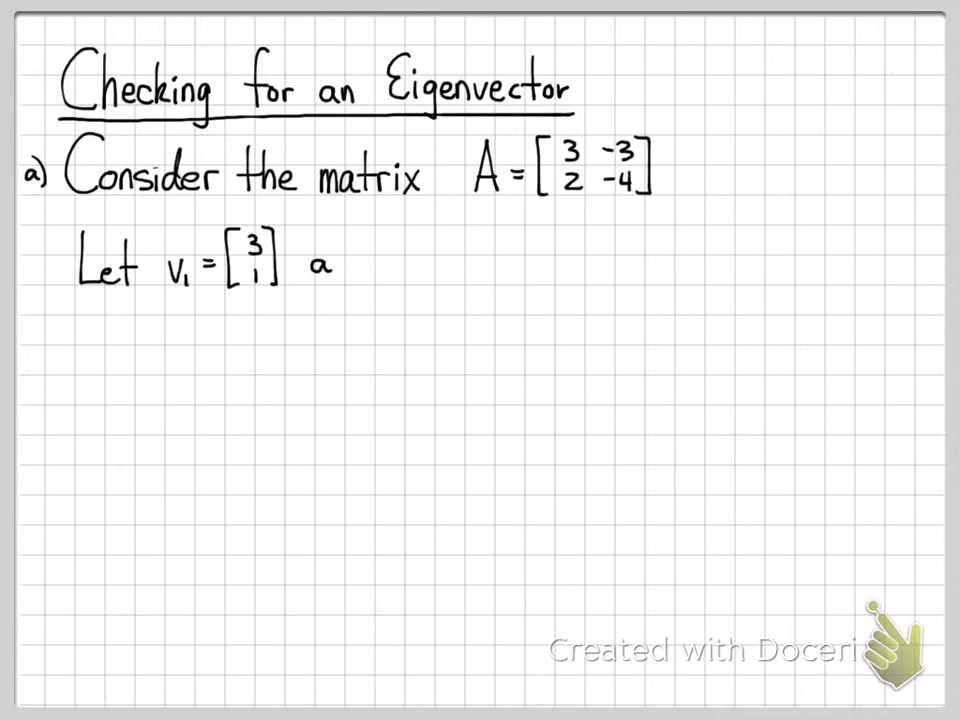 Checking for an Eigenvector
a) Consider the matrix A = [3 -3; 2 -4]
Let v₁ = [3; 1] a
Created with Doceri